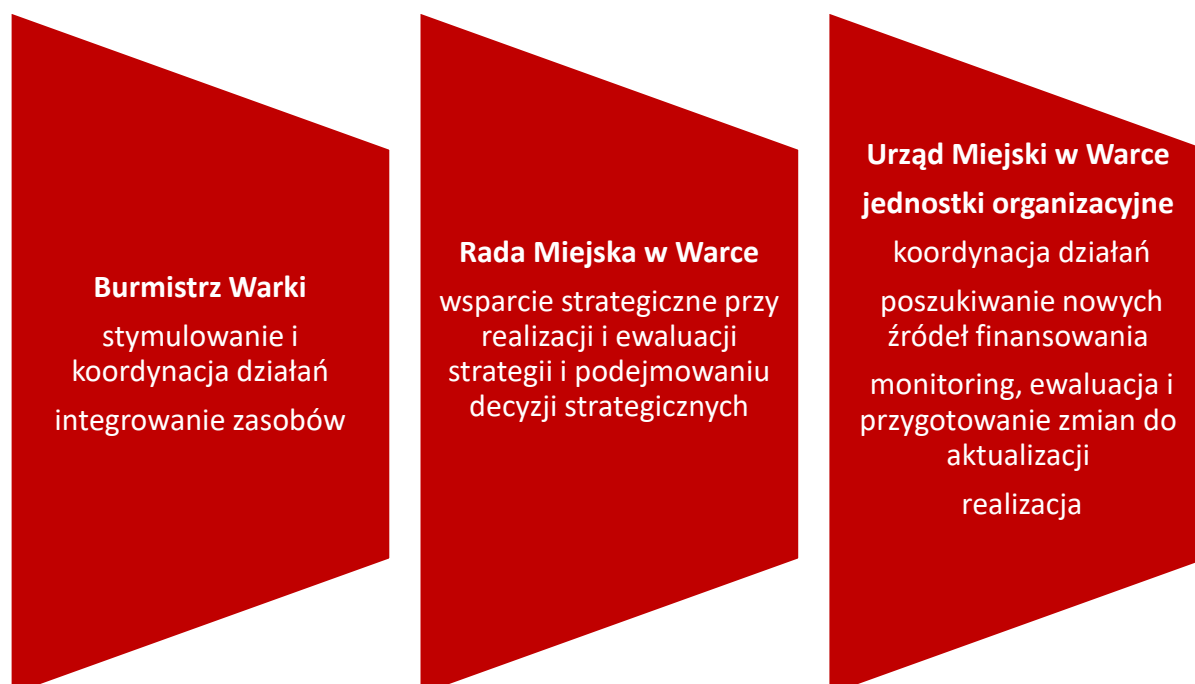 Burmistrz Warki
stymulowanie i
koordynacja działań
integrowanie zasobów
Rada Miejska w Warce
wsparcie strategiczne przy
realizacji i ewaluacji
strategii i podejmowaniu
decyzji strategicznych
Urząd Miejski w Warce
jednostki organizacyjne
koordynacja działań
poszukiwanie nowych
źródeł finansowania
monitoring, ewaluacja i
przygotowanie zmian do
aktualizacji
realizacja